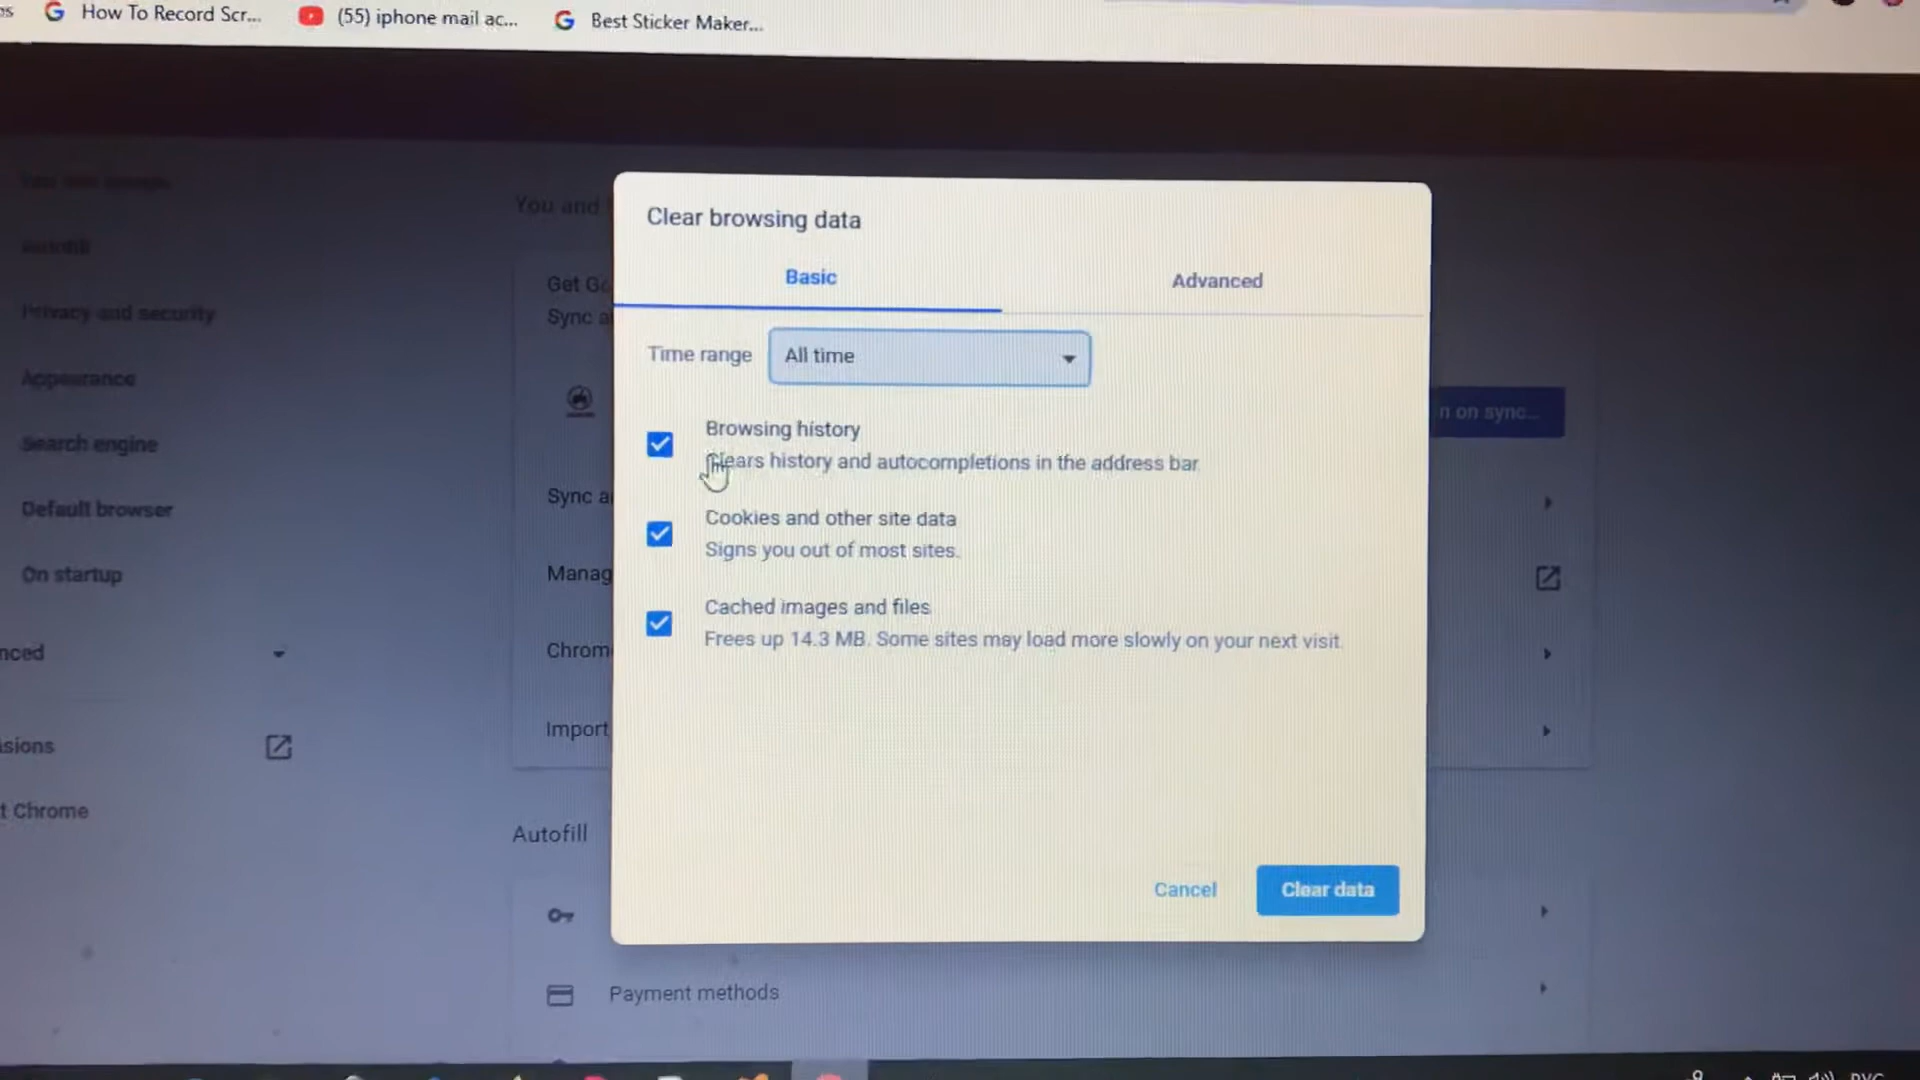 How To Record Scr...
(55) iphone mail ac...
Best Sticker Maker...
You and
Autofill
Privacy and security
Appearance
Search engine
Default browser
On startup
nced
sions
t Chrome
Sync a
n on sync...
Sync a
Manag
Chrom
Import
Autofill
Payment methods
Clear browsing data
Basic
Advanced
Time range
All time
Browsing history
Clears history and autocompletions in the address bar
Cookies and other site data
Signs you out of most sites.
Cached images and files
Frees up 14.3 MB. Some sites may load more slowly on your next visit.
Cancel
Clear data